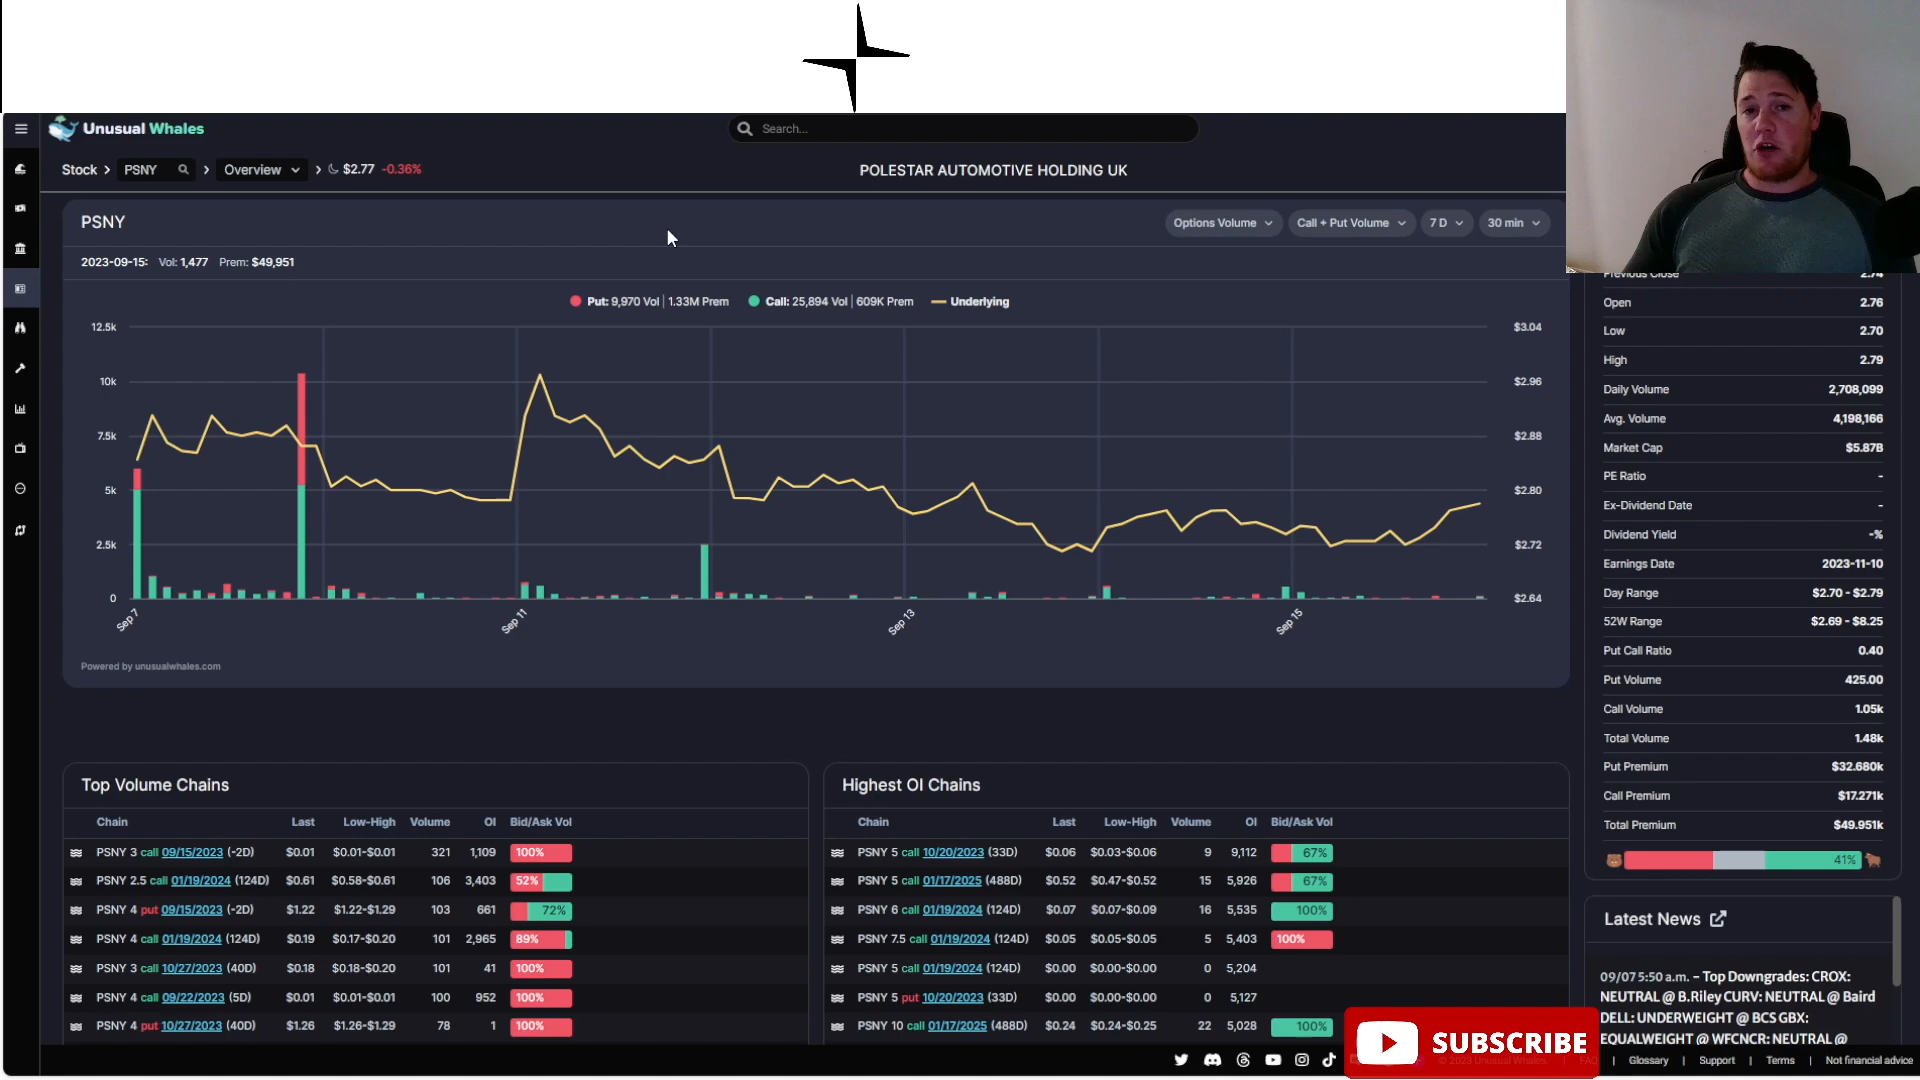 Unusual Whales
Search...
Stock > PSNY > Overview > $2.77 -0.36%
POLESTAR AUTOMOTIVE HOLDING UK
PSNY
Options Volume
Call + Put Volume
7 D
30 min
2023-09-15: Vol: 1,477 Prem: $49,951
Put: 9,970 Vol | 1.33M Prem
Call: 25,894 Vol | 609K Prem
Underlying
12.5k
10k
7.5k
5k
2.5k
0
$3.04
$2.96
$2.88
$2.80
$2.72
$2.64
Sep 7
Sep 11
Sep 13
Sep 15
Powered by unusualwhales.com
Previous Close 2.74
Open 2.76
Low 2.70
High 2.79
Daily Volume 2,708,099
Avg. Volume 4,198,166
Market Cap $5.87B
PE Ratio -
Ex-Dividend Date -
Dividend Yield -%
Earnings Date 2023-11-10
Day Range $2.70 - $2.79
52W Range $2.69 - $8.25
Put Call Ratio 0.40
Put Volume 425.00
Call Volume 1.05k
Total Volume 1.48k
Put Premium $32.680k
Call Premium $17.271k
Total Premium $49.951k
41%
Top Volume Chains
Chain Last Low-High Volume OI Bid/Ask Vol
PSNY 3 call 09/15/2023 (-2D) $0.01 $0.01-$0.01 321 1,109 100%
PSNY 2.5 call 01/19/2024 (124D) $0.61 $0.58-$0.61 106 3,403 52%
PSNY 4 put 09/15/2023 (-2D) $1.22 $1.22-$1.29 103 661 72%
PSNY 4 call 01/19/2024 (124D) $0.19 $0.17-$0.20 101 2,965 89%
PSNY 3 call 10/27/2023 (40D) $0.18 $0.18-$0.20 101 41 100%
PSNY 4 call 09/22/2023 (5D) $0.01 $0.01-$0.01 100 952 100%
PSNY 4 put 10/27/2023 (40D) $1.26 $1.26-$1.29 78 1 100%
Highest OI Chains
Chain Last Low-High Volume OI Bid/Ask Vol
PSNY 5 call 10/20/2023 (33D) $0.06 $0.03-$0.06 9 9,112 67%
PSNY 5 call 01/17/2025 (488D) $0.52 $0.47-$0.52 15 5,926 67%
PSNY 6 call 01/19/2024 (124D) $0.07 $0.07-$0.09 16 5,535 100%
PSNY 7.5 call 01/19/2024 (124D) $0.05 $0.05-$0.05 5 5,403 100%
PSNY 5 call 01/19/2024 (124D) $0.00 $0.00-$0.00 0 5,204
PSNY 5 put 10/20/2023 (33D) $0.00 $0.00-$0.00 0 5,127
PSNY 10 call 01/17/2025 (488D) $0.24 $0.24-$0.25 22 5,028 100%
Latest News
09/07 5:50 a.m. - Top Downgrades: CROX:
NEUTRAL @ B.Riley CURV: NEUTRAL @ Baird
DELL: UNDERWEIGHT @ BCS GBX:
EQUALWEIGHT @ WFCNCR: NEUTRAL @
SUBSCRIBE
| Glossary | Support | Terms | Not financial advice